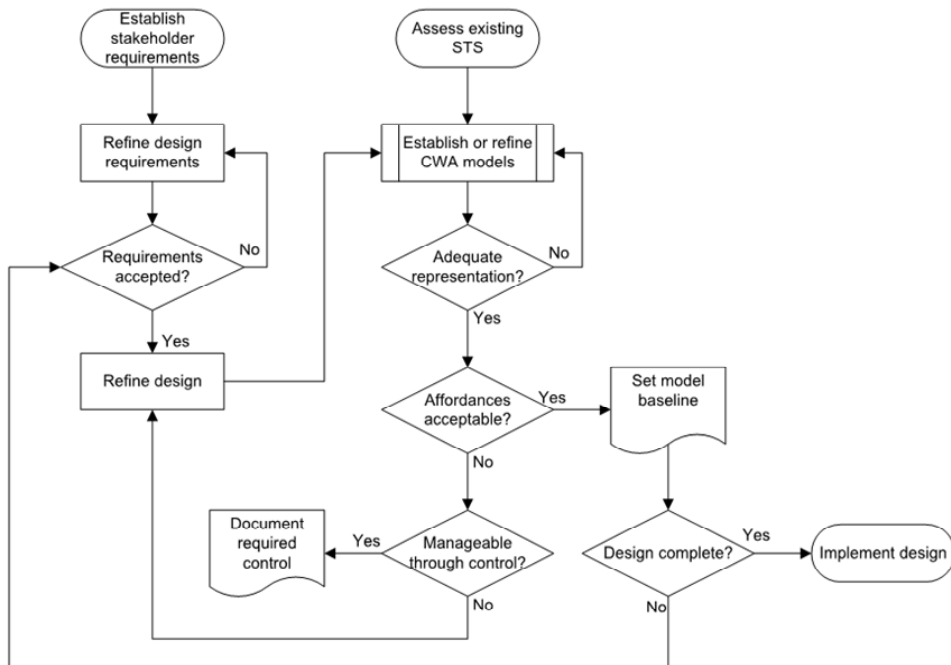 Establish
stakeholder
requirements
Assess existing
STS
Refine design
requirements
Establish or refine
CWA models
Requirements
accepted?
No
Adequate
representation?
No
Yes
Yes
Refine design
Affordances
acceptable?
Yes
Set model
baseline
No
Document
required
control
Yes
Manageable
through control?
Design complete?
Yes
Implement design
No
No